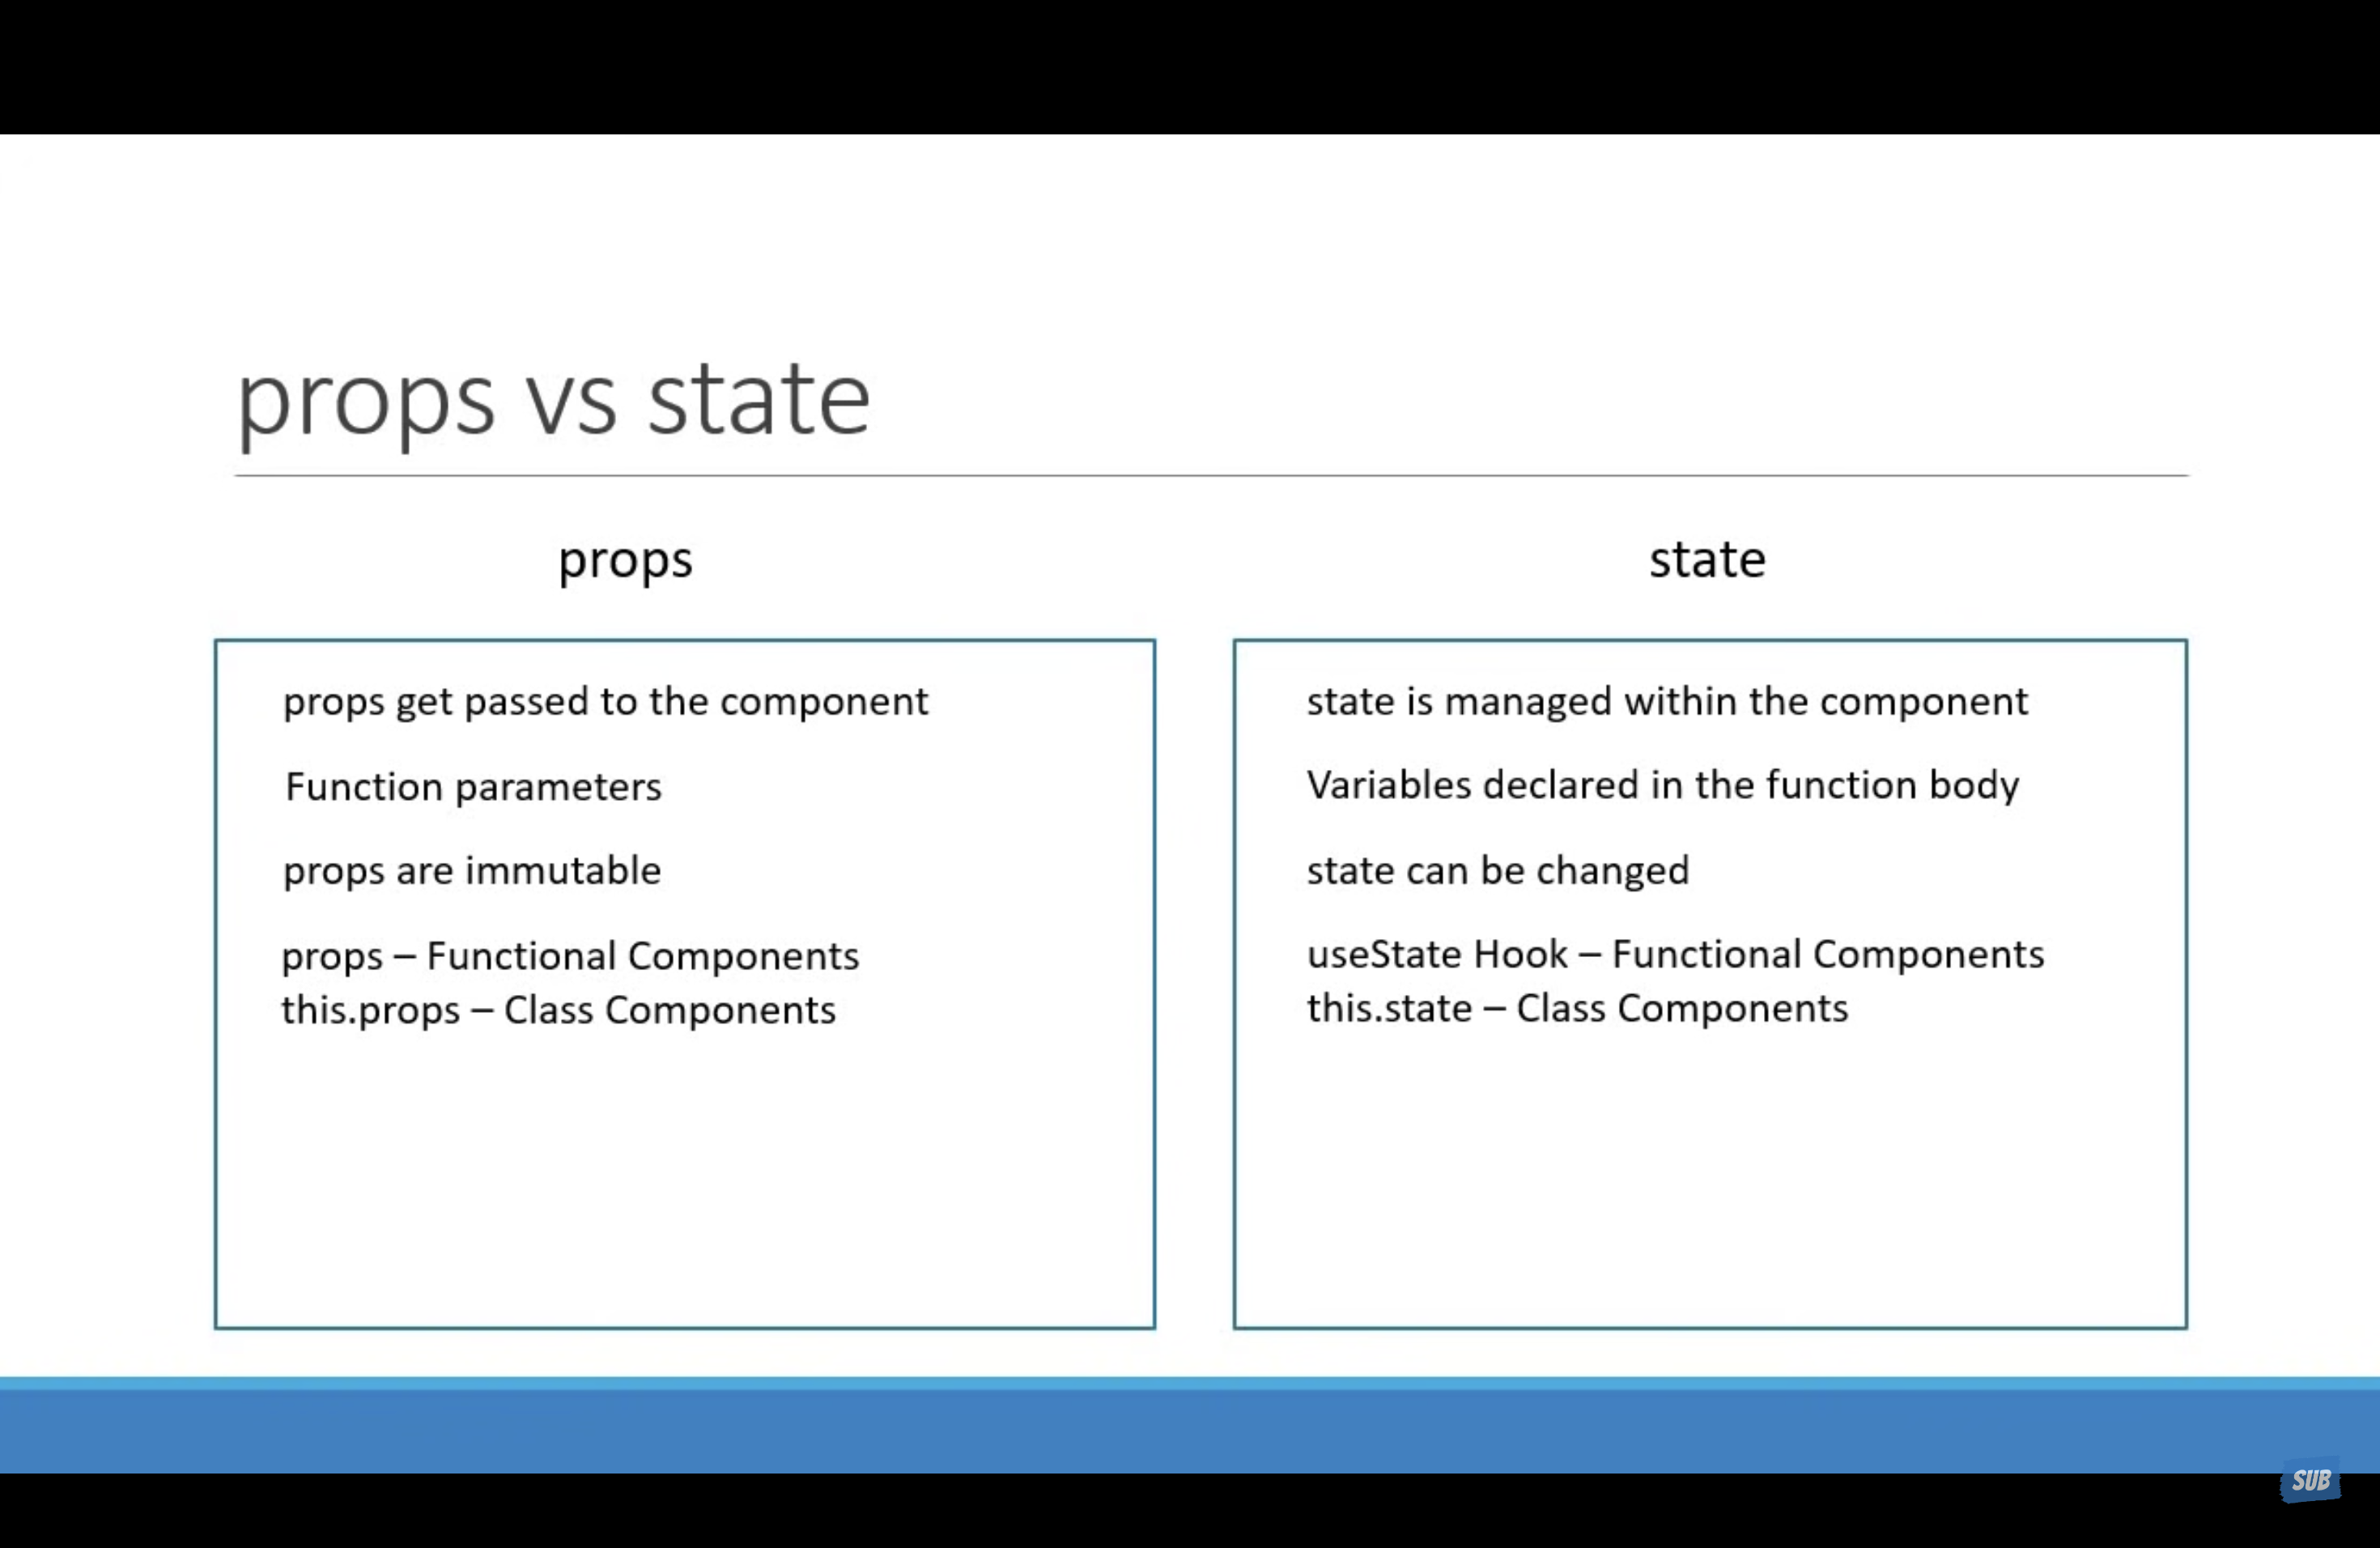 props vs state
props
props get passed to the component
Function parameters
props are immutable
props – Functional Components
this.props – Class Components
state
state is managed within the component
Variables declared in the function body
state can be changed
useState Hook – Functional Components
this.state – Class Components
SUB